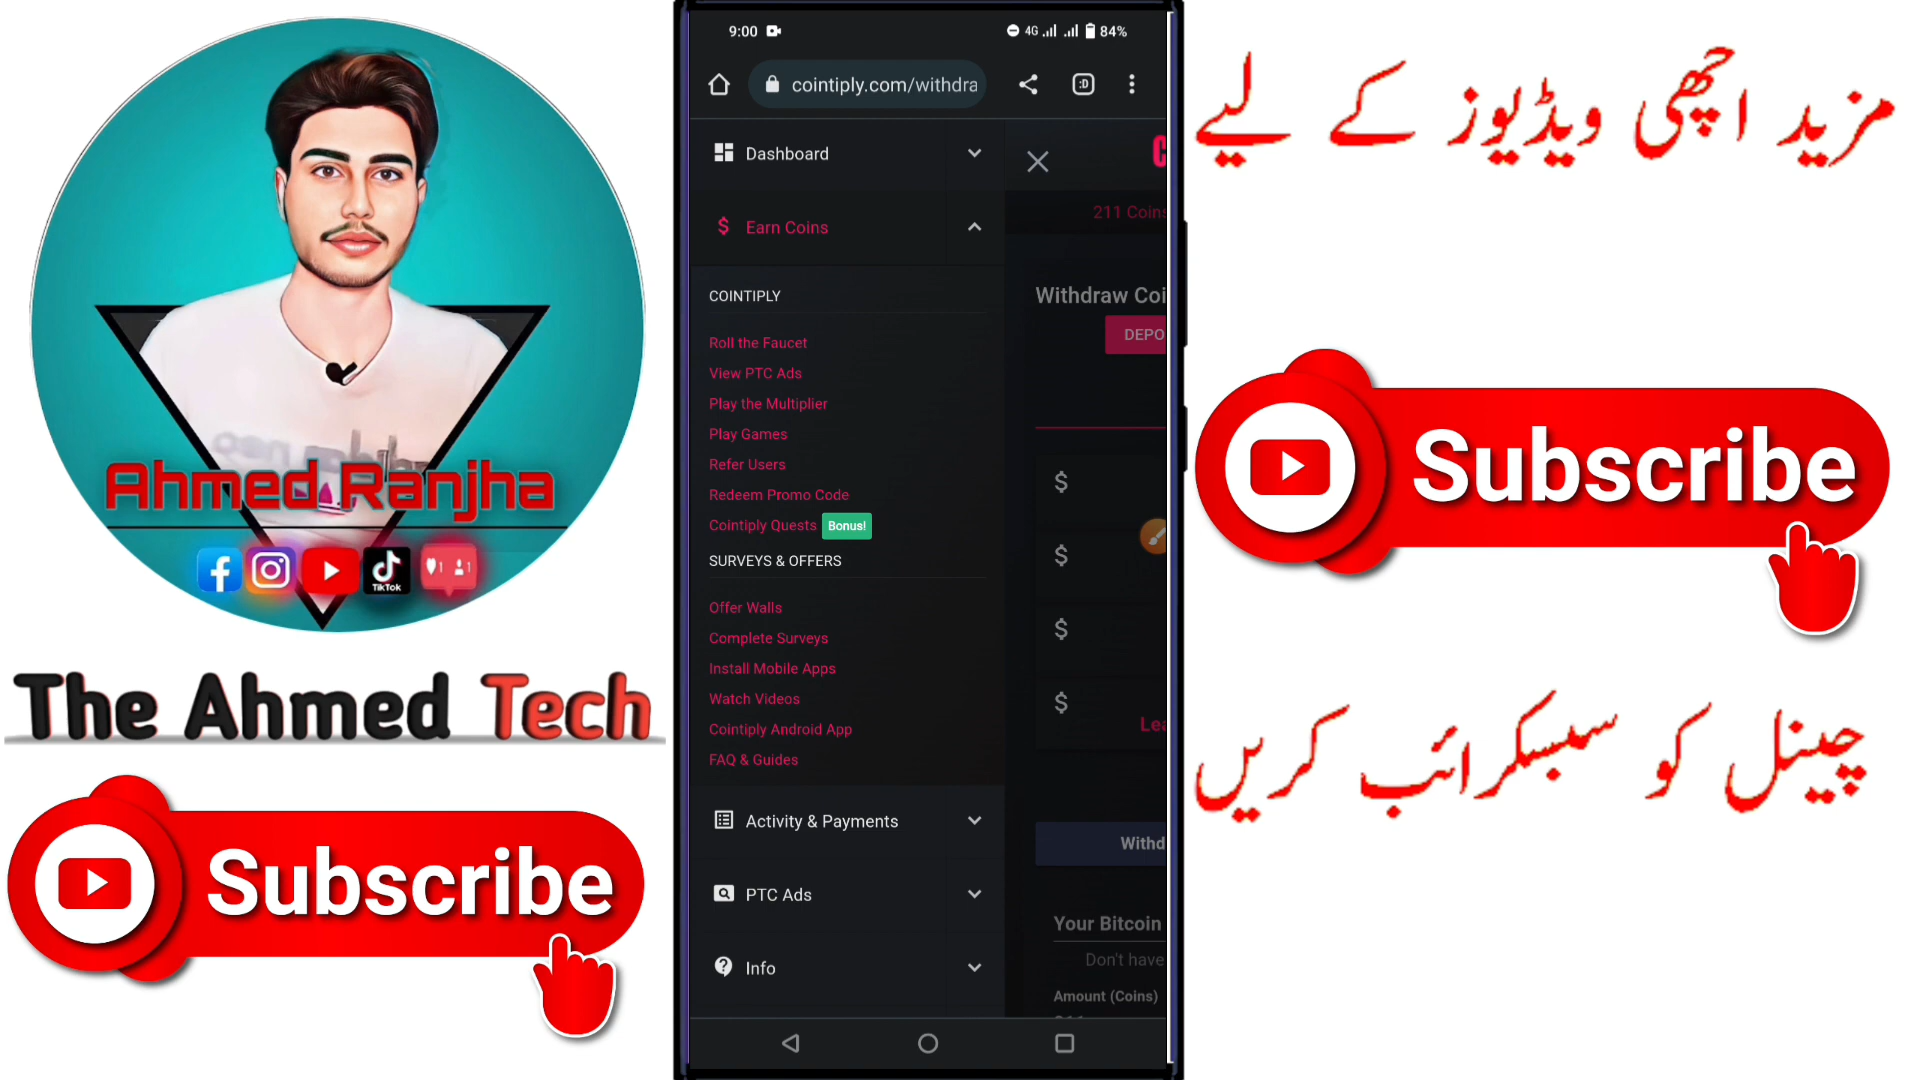 Ahmed Ranjha
TikTok
1 1
The Ahmed Tech
Subscribe
9:00
4G
84%
cointiply.com/withdra
:D
Dashboard
Earn Coins
COINTIPLY
Roll the Faucet
View PTC Ads
Play the Multiplier
Play Games
Refer Users
Redeem Promo Code
Cointiply Quests Bonus!
SURVEYS & OFFERS
Offer Walls
Complete Surveys
Install Mobile Apps
Watch Videos
Cointiply Android App
FAQ & Guides
Activity & Payments
PTC Ads
Info
211 Coins
Withdraw Coi
DEPO
$
$
$
$
Lea
Withd
Your Bitcoin
Don't have
Amount (Coins)
مزید اچھی ویڈیوز کے لیے
Subscribe
چینل کو سبسکرائب کریں